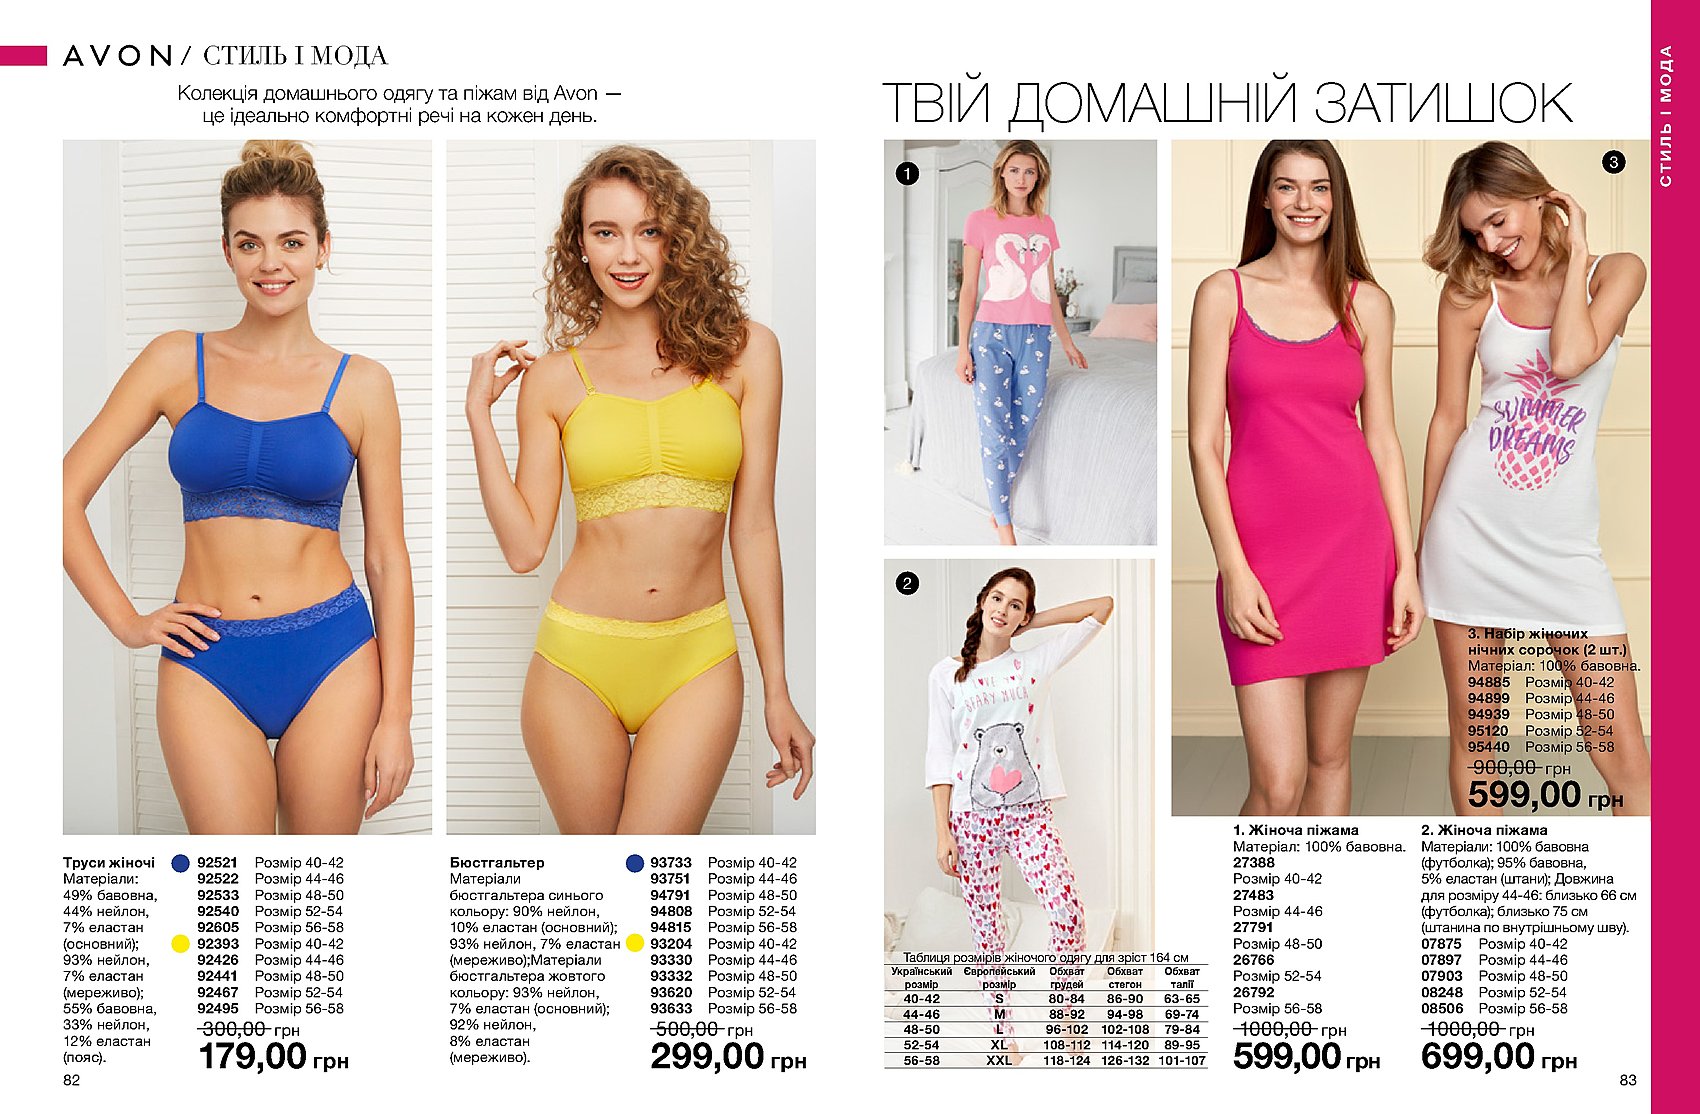 AVON / СТИЛЬ І МОДА
Колекція домашнього одягу та піжам від Avon —
це ідеально комфортні речі на кожен день.
Труси жіночі
Матеріали:
49% бавовна,
44% нейлон,
7% еластан
(основний);
93% нейлон,
7% еластан
(мереживо);
55% бавовна,
33% нейлон,
12% еластан
(пояс).
92521 Розмір 40-42
92522 Розмір 44-46
92533 Розмір 48-50
92540 Розмір 52-54
92605 Розмір 56-58
92393 Розмір 40-42
92426 Розмір 44-46
92441 Розмір 48-50
92467 Розмір 52-54
92495 Розмір 56-58
300,00 грн
179,00 грн
Бюстгальтер
Матеріали
бюстгальтера синього
кольору: 90% нейлон,
10% еластан (основний);
93% нейлон, 7% еластан
(мереживо);Матеріали
бюстгальтера жовтого
кольору: 93% нейлон,
7% еластан (основний);
92% нейлон,
8% еластан
(мереживо).
93733 Розмір 40-42
93751 Розмір 44-46
94791 Розмір 48-50
94808 Розмір 52-54
94815 Розмір 56-58
93204 Розмір 40-42
93330 Розмір 44-46
93332 Розмір 48-50
93620 Розмір 52-54
93633 Розмір 56-58
500,00 грн
299,00 грн
82
ТВІЙ ДОМАШНІЙ ЗАТИШОК
СТИЛЬ І МОДА
1
2
3
I LOVE YOU
BEARY MUCH
SUMMER
DREAMS
3. Набір жіночих
нічних сорочок (2 шт.)
Матеріал: 100% бавовна.
94885 Розмір 40-42
94899 Розмір 44-46
94939 Розмір 48-50
95120 Розмір 52-54
95440 Розмір 56-58
900,00 грн
599,00 грн
Таблиця розмірів жіночого одягу для зріст 164 см
Український розмір Європейський розмір Обхват грудей Обхват стегон Обхват талії
40-42 S 80-84 86-90 63-65
44-46 M 88-92 94-98 69-74
48-50 L 96-102 102-108 79-84
52-54 XL 108-112 114-120 89-95
56-58 XXL 118-124 126-132 101-107
1. Жіноча піжама
Матеріал: 100% бавовна.
27388
Розмір 40-42
27483
Розмір 44-46
27791
Розмір 48-50
26766
Розмір 52-54
26792
Розмір 56-58
1000,00 грн
599,00 грн
2. Жіноча піжама
Матеріали: 100% бавовна
(футболка); 95% бавовна,
5% еластан (штани); Довжина
для розміру 44-46: близько 66 см
(футболка); близько 75 см
(штанина по внутрішньому шву).
07875 Розмір 40-42
07897 Розмір 44-46
07903 Розмір 48-50
08248 Розмір 52-54
08506 Розмір 56-58
1000,00 грн
699,00 грн
83